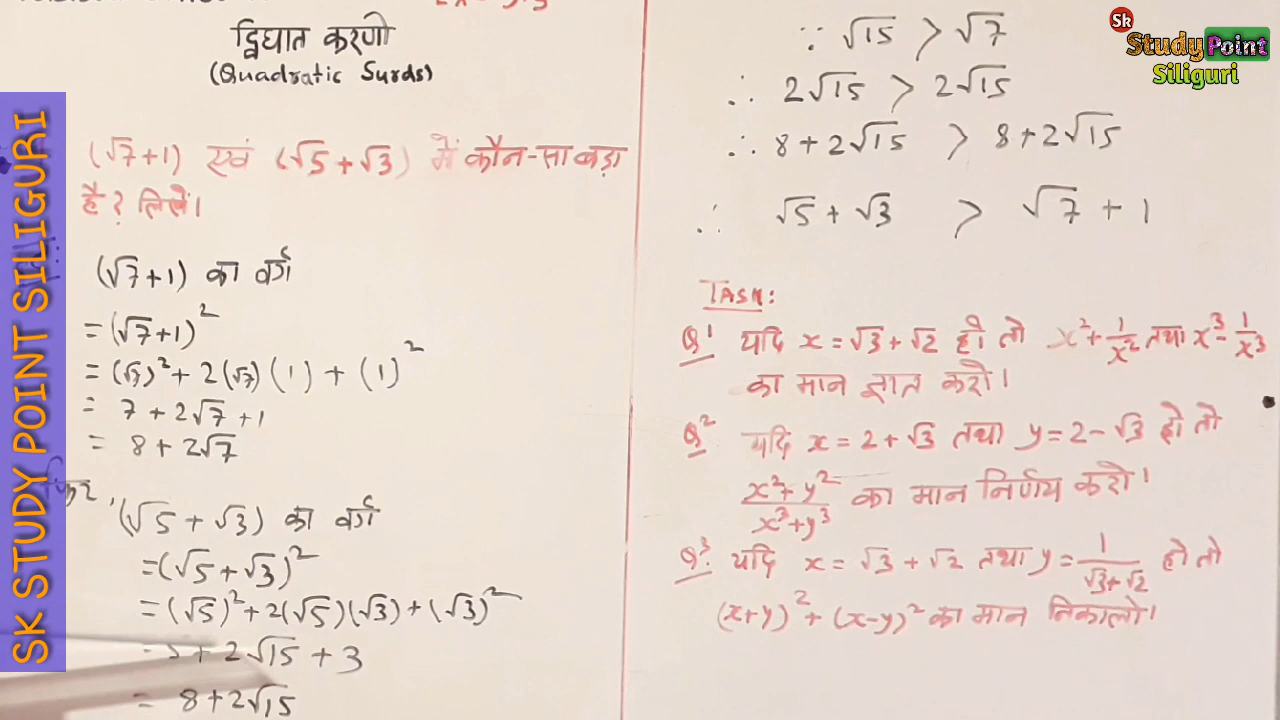 द्विघात करणी
(Quadratic Surds)
(√7+1) एवं (√5+√3) में कौन-सा बड़ा
है? लिखें।
(√7+1) का वर्ग
=(√7+1)²
=(√7)²+2(√7)(1)+(1)²
= 7+2√7+1
= 8+2√7
(√5+√3) का वर्ग
=(√5+√3)²
=(√5)²+2(√5)(√3)+(√3)²
= 5+2√15+3
= 8+2√15
∵ √15 > √7
∴ 2√15 > 2√15
∴ 8+2√15 > 8+2√15
∴ √5+√3 > √7+1
TASK:
Q1 यदि x=√3+√2 हो तो x²+1/x² तथा x³-1/x³
का मान ज्ञात करो।
Q2 यदि x=2+√3 तथा y=2-√3 हो तो
x²+y²/x³+y³ का मान निर्णय करो।
Q3. यदि x=√3+√2 तथा y=1/√3+√2 हो तो
(x+y)²+(x-y)² का मान निकालो।
Sk
Study Point
Siliguri
SK STUDY POINT SILIGURI